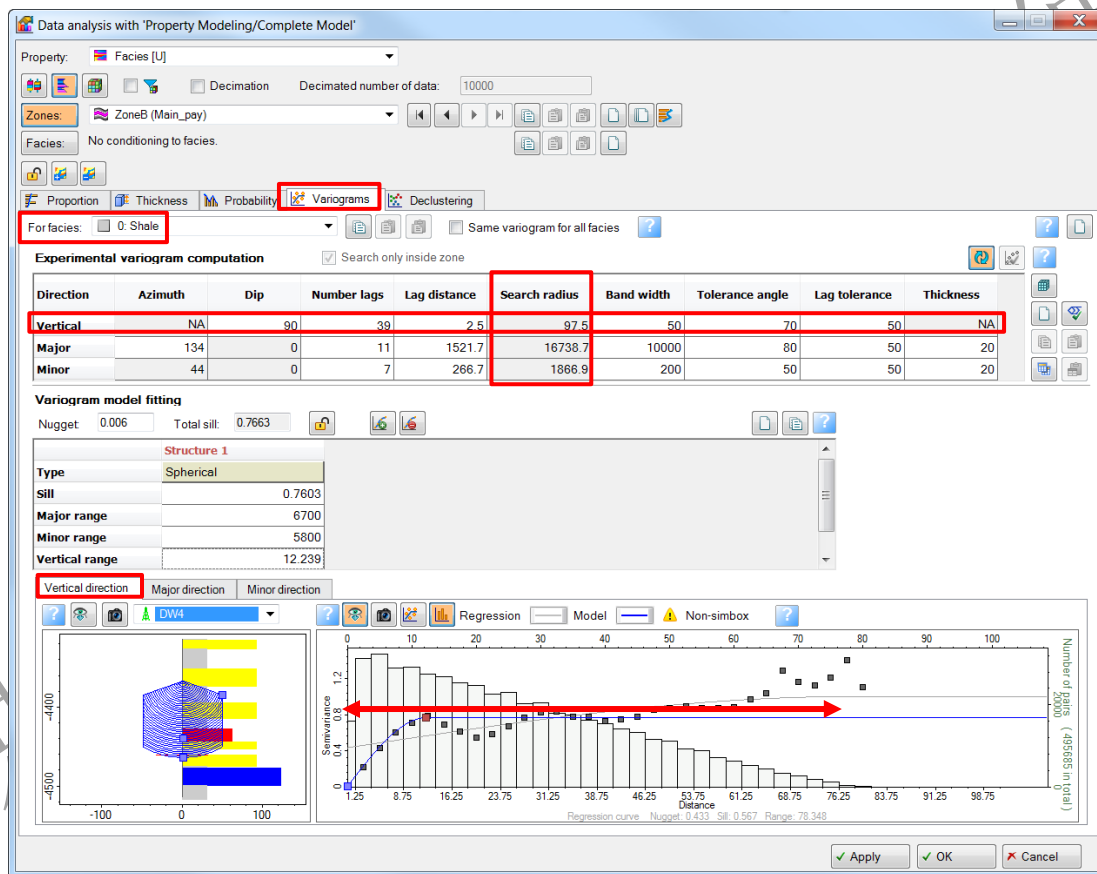 Data analysis with 'Property Modeling/Complete Model'
Property: Facies [U]
Decimation Decimated number of data: 10000
Zones: ZoneB (Main_pay)
Facies: No conditioning to facies.
Proportion Thickness Probability Variograms Declustering
For facies: 0: Shale Same variogram for all facies ?
Experimental variogram computation Search only inside zone
Direction Azimuth Dip Number lags Lag distance Search radius Band width Tolerance angle Lag tolerance Thickness
Vertical NA 90 39 2.5 97.5 50 70 50 NA
Major 134 0 11 1521.7 16738.7 10000 80 50 20
Minor 44 0 7 266.7 1866.9 200 50 50 20
Variogram model fitting
Nugget: 0.006 Total sill: 0.7663
Structure 1
Type Spherical
Sill 0.7603
Major range 6700
Minor range 5800
Vertical range 12.239
Vertical direction Major direction Minor direction
? DW4 ? Regression Model Non-simbox ?
0 10 20 30 40 50 60 70 80 90 100
-4400
-4500
-100 0 100
Semivariance
0 0.4 0.8 1.2
1.25 8.75 16.25 23.75 31.25 38.75 46.25 53.75 61.25 68.75 76.25 83.75 91.25 98.75
Distance
Regression curve Nugget: 0.433 Sill: 0.567 Range: 78.348
Number of pairs (495685 in total)
0 20000
Apply OK Cancel